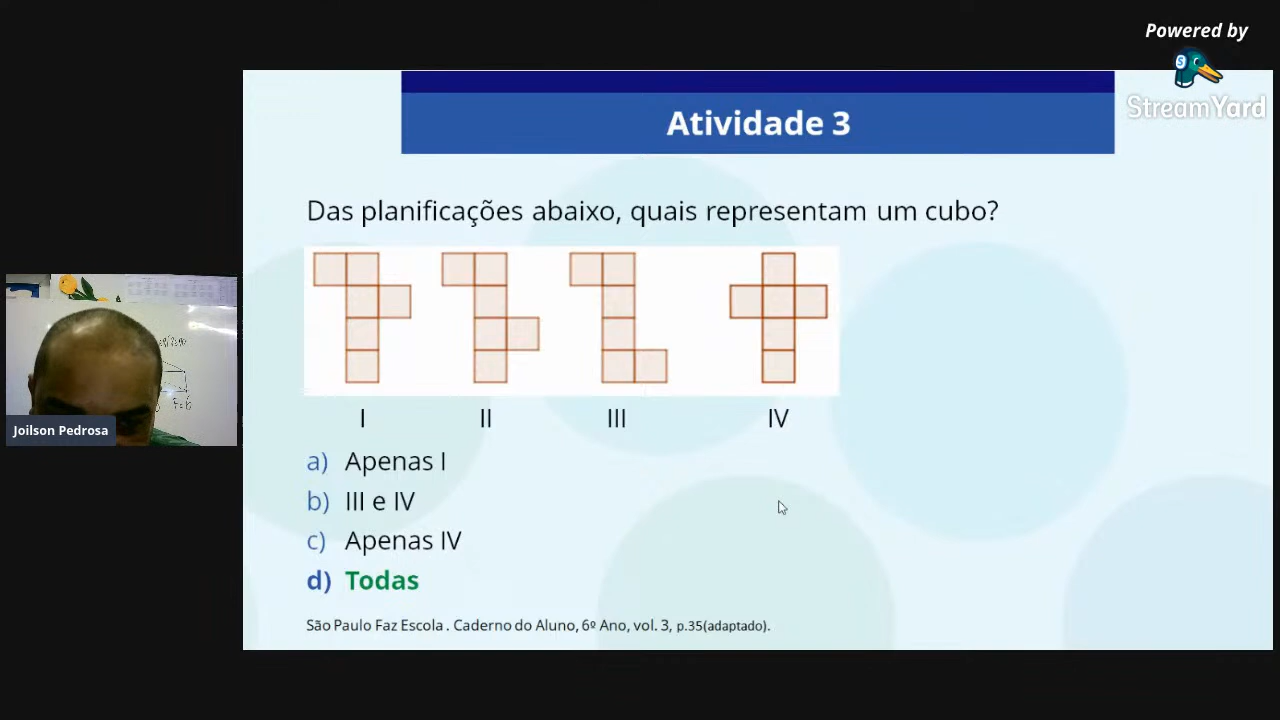 Powered by
StreamYard
Atividade 3
Das planificações abaixo, quais representam um cubo?
I II III IV
a) Apenas I
b) III e IV
c) Apenas IV
d) Todas
São Paulo Faz Escola . Caderno do Aluno, 6º Ano, vol. 3, p.35(adaptado).
Joilson Pedrosa